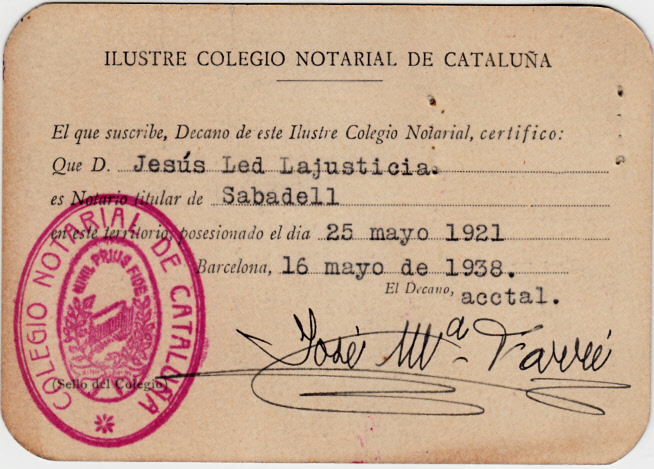 ILUSTRE COLEGIO NOTARIAL DE CATALUÑA
El que suscribe, Decano de este Ilustre Colegio Notarial, certifico:
Que D. Jesús Led Lajusticia.
es Notario titular de Sabadell
en este territorio, posesionado el día 25 mayo 1921
Barcelona, 16 mayo de 1938.
El Decano, acctal.
José Mª. Farré
(Sello del Colegio)
COLEGIO NOTARIAL DE CATALUÑA
NIHIL PRIUS FIDE